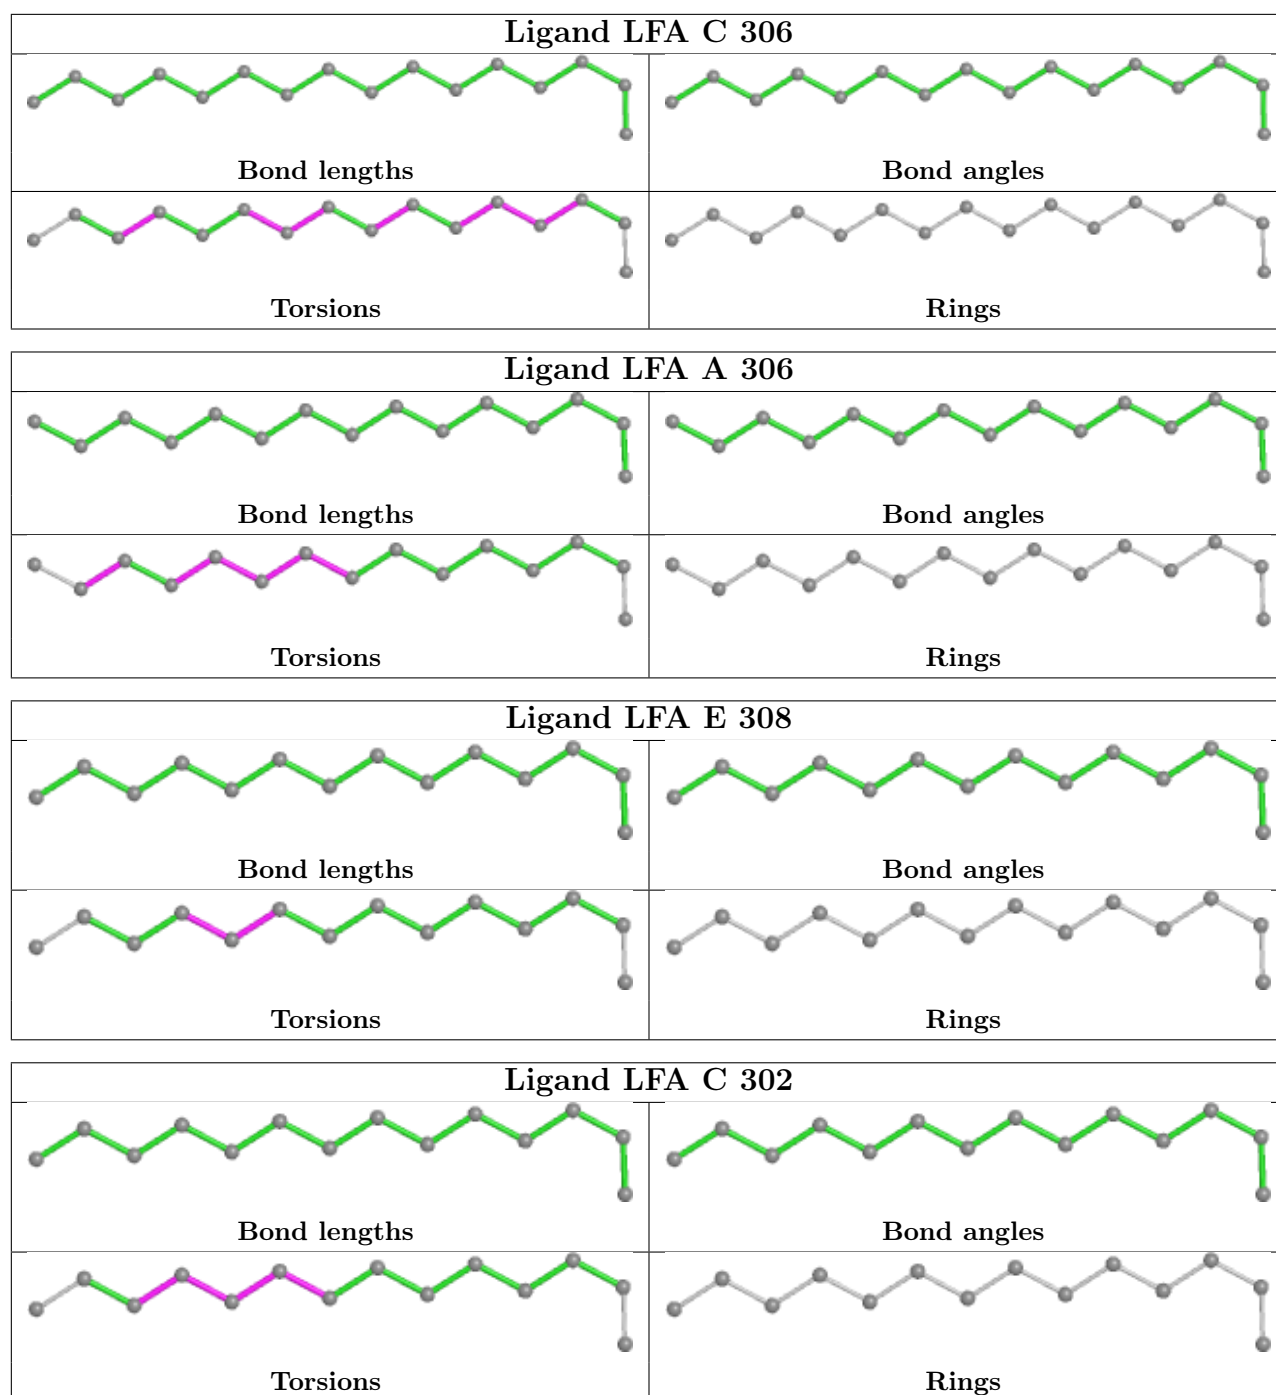 Ligand LFA C 306
Bond lengths
Bond angles
Torsions
Rings
Ligand LFA A 306
Bond lengths
Bond angles
Torsions
Rings
Ligand LFA E 308
Bond lengths
Bond angles
Torsions
Rings
Ligand LFA C 302
Bond lengths
Bond angles
Torsions
Rings